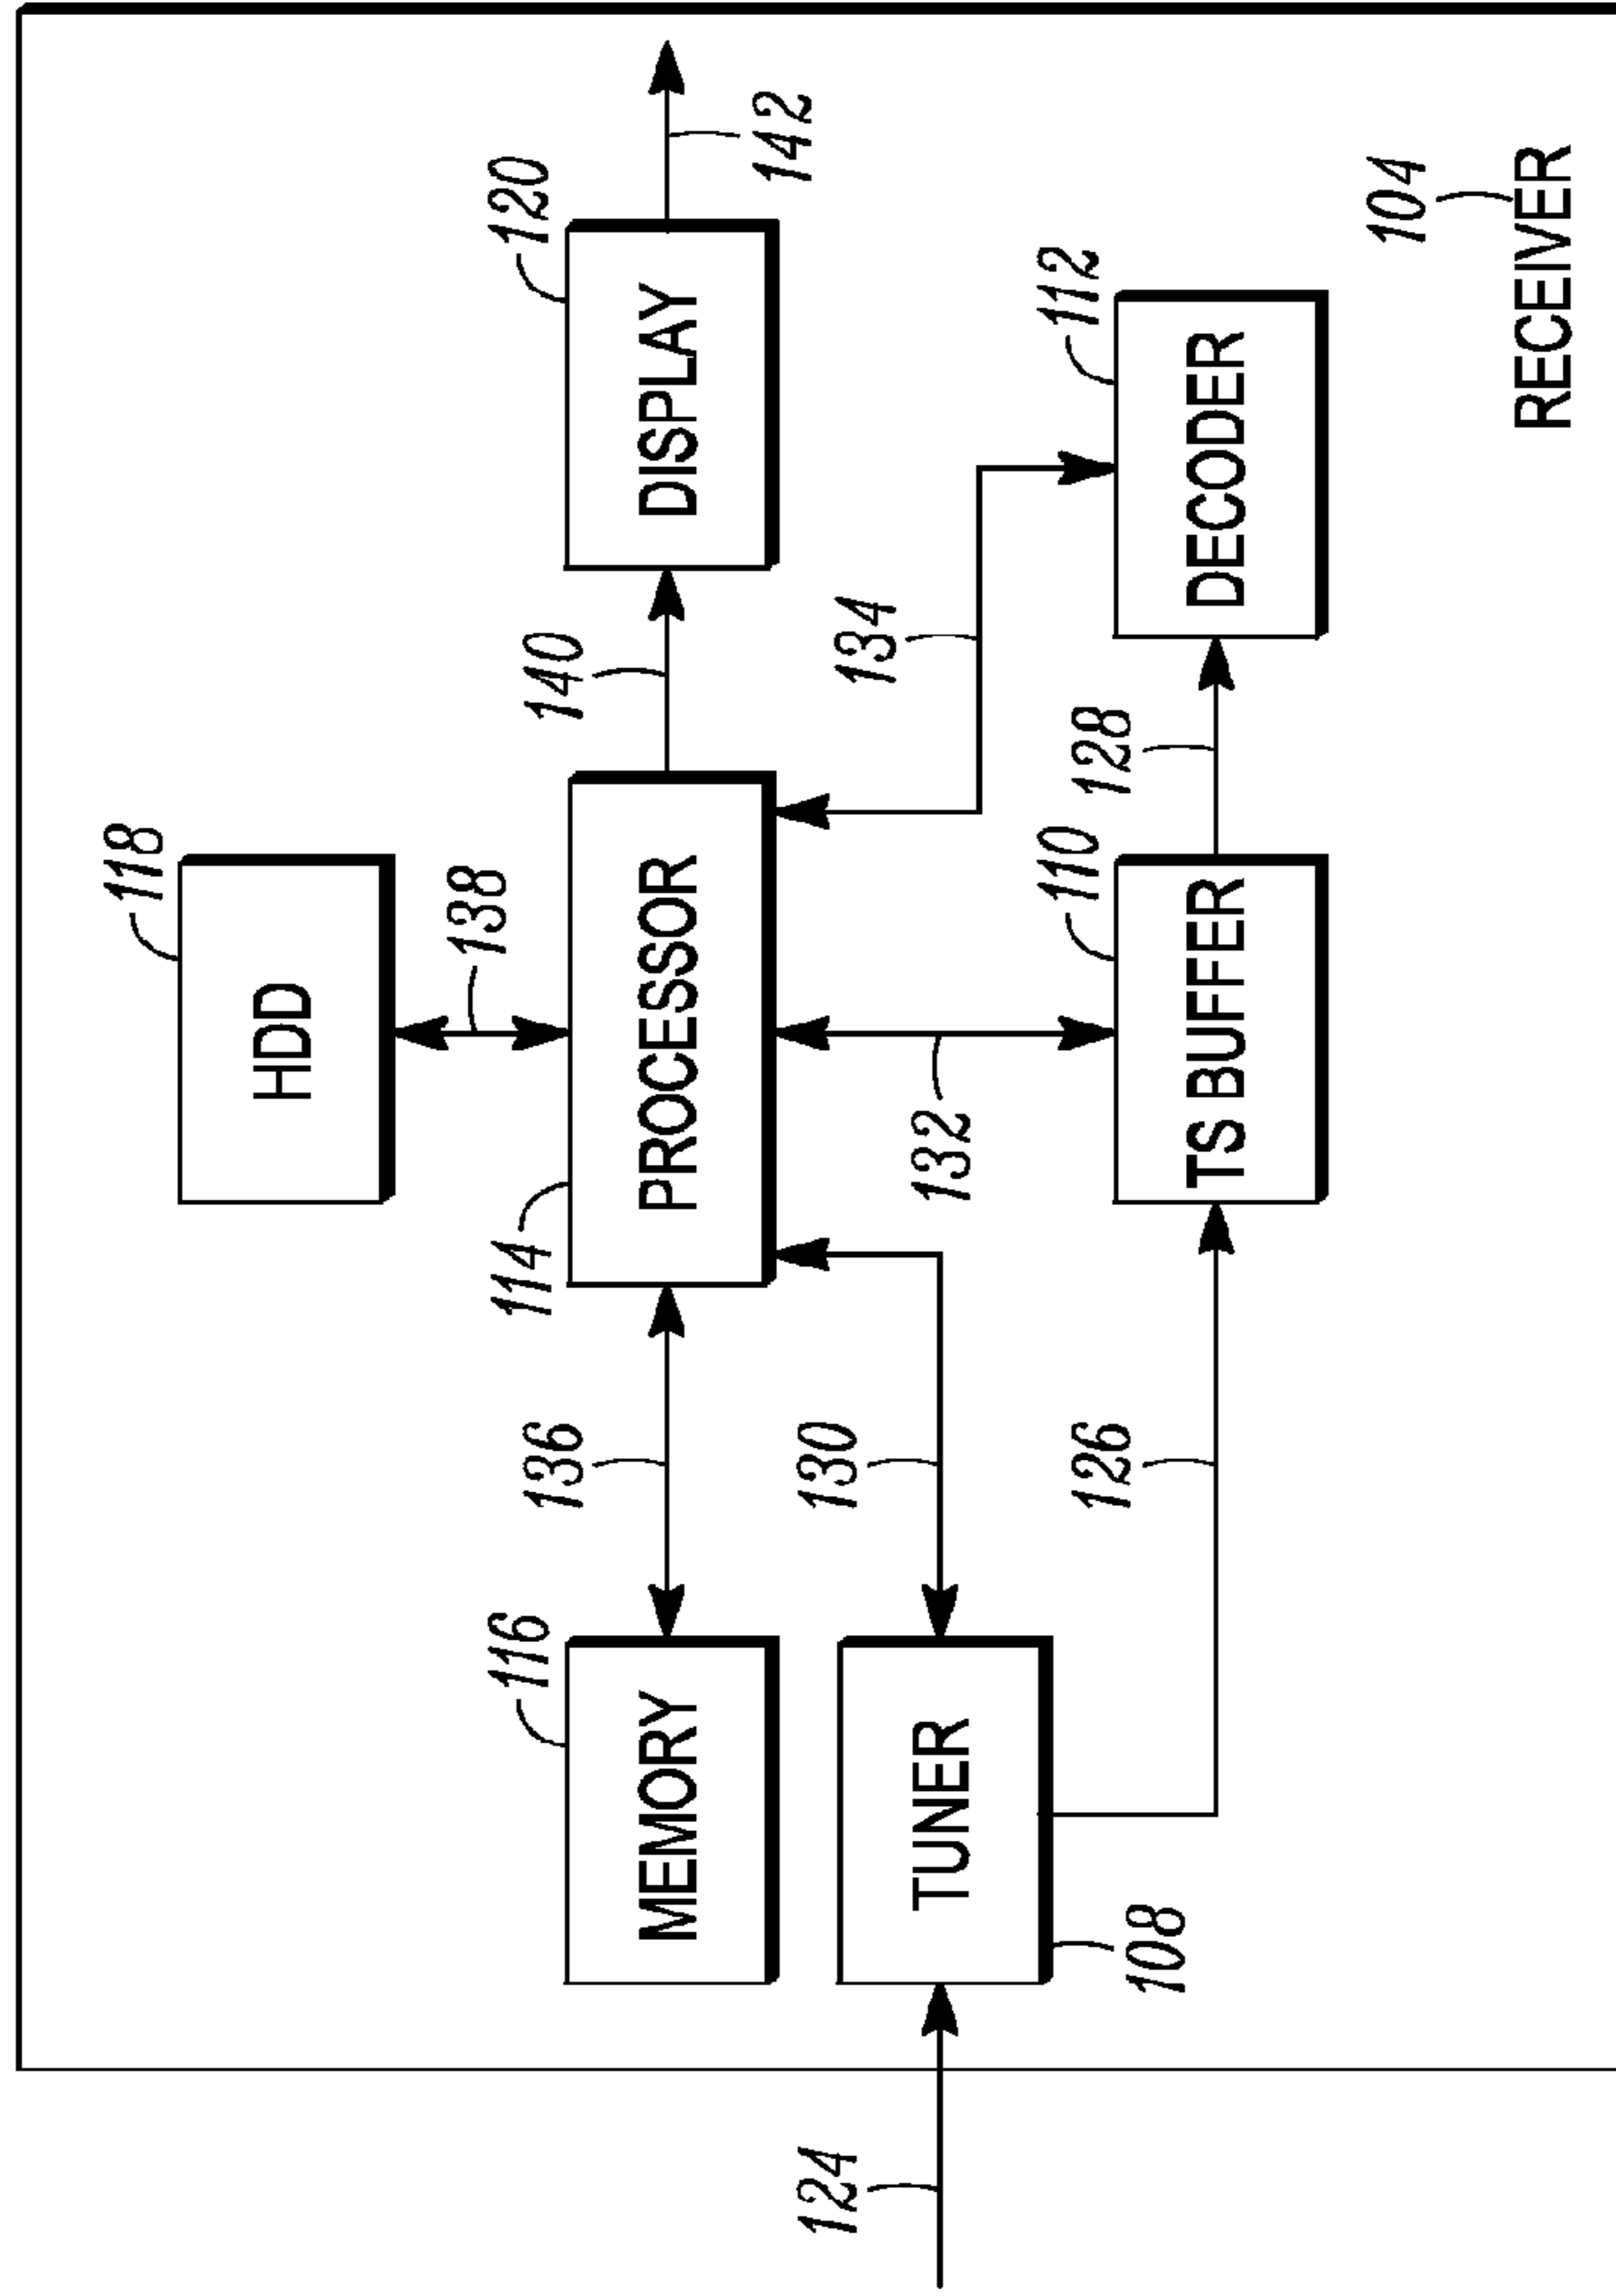 118
HDD
138
116
136
114
140
120
MEMORY
PROCESSOR
DISPLAY
142
124
130
132
134
TUNER
108
126
110
128
112
TS BUFFER
DECODER
104
RECEIVER